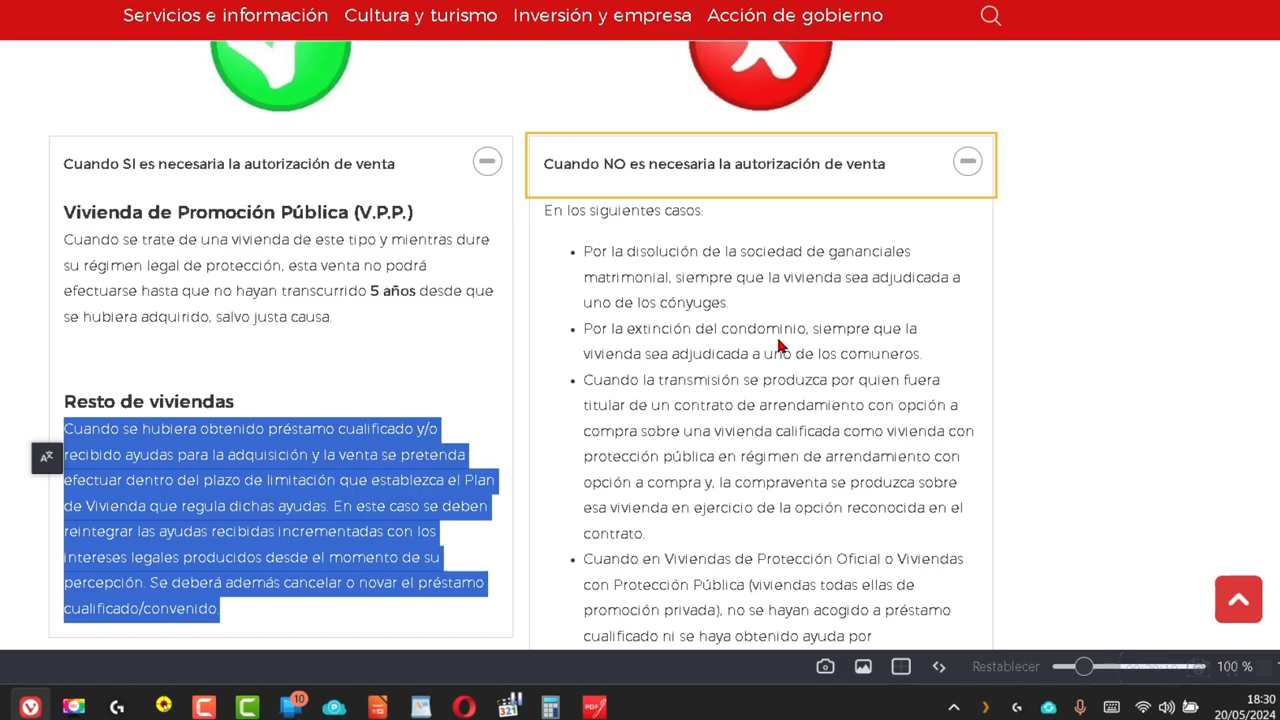 Servicios e información Cultura y turismo Inversión y empresa Acción de gobierno
Cuando SI es necesaria la autorización de venta
Vivienda de Promoción Pública (V.P.P.)
Cuando se trate de una vivienda de este tipo y mientras dure
su régimen legal de protección, esta venta no podrá
efectuarse hasta que no hayan transcurrido 5 años desde que
se hubiera adquirido, salvo justa causa.
Resto de viviendas
Cuando se hubiera obtenido préstamo cualificado y/o
recibido ayudas para la adquisición y la venta se pretenda
efectuar dentro del plazo de limitación que establezca el Plan
de Vivienda que regula dichas ayudas. En este caso se deben
reintegrar las ayudas recibidas incrementadas con los
intereses legales producidos desde el momento de su
percepción. Se deberá además cancelar o novar el préstamo
cualificado/convenido.
Cuando NO es necesaria la autorización de venta
En los siguientes casos:
Por la disolución de la sociedad de gananciales
matrimonial, siempre que la vivienda sea adjudicada a
uno de los cónyuges.
Por la extinción del condominio, siempre que la
vivienda sea adjudicada a uno de los comuneros.
Cuando la transmisión se produzca por quien fuera
titular de un contrato de arrendamiento con opción a
compra sobre una vivienda calificada como vivienda con
protección pública en régimen de arrendamiento con
opción a compra y, la compraventa se produzca sobre
esa vivienda en ejercicio de la opción reconocida en el
contrato.
Cuando en Viviendas de Protección Oficial o Viviendas
con Protección Pública (viviendas todas ellas de
promoción privada), no se hayan acogido a préstamo
cualificado ni se haya obtenido ayuda por
Restablecer 100 %
10
321
PDF
18:30
20/05/2024